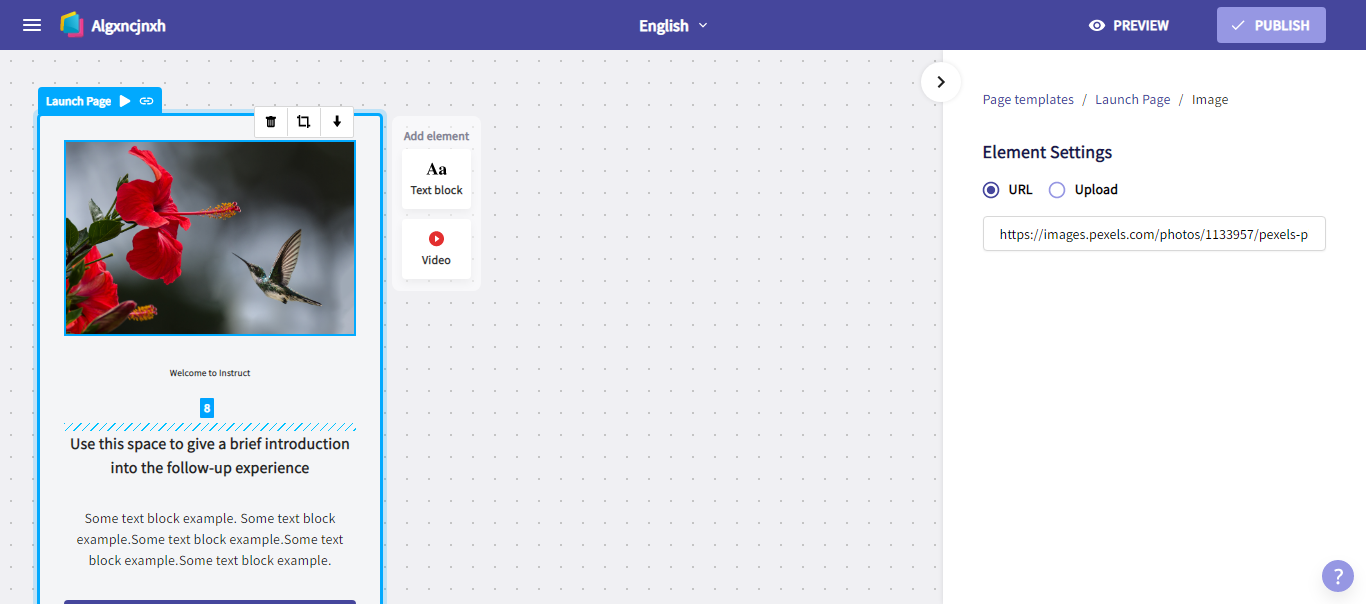 Algxncjnxh
English
PREVIEW
PUBLISH
Launch Page
Add element
Aa
Text block
Video
Welcome to Instruct
8
Use this space to give a brief introduction
into the follow-up experience
Some text block example. Some text block
example.Some text block example.Some text
block example.Some text block example.
Page templates / Launch Page / Image
Element Settings
URL
Upload
https://images.pexels.com/photos/1133957/pexels-p
?